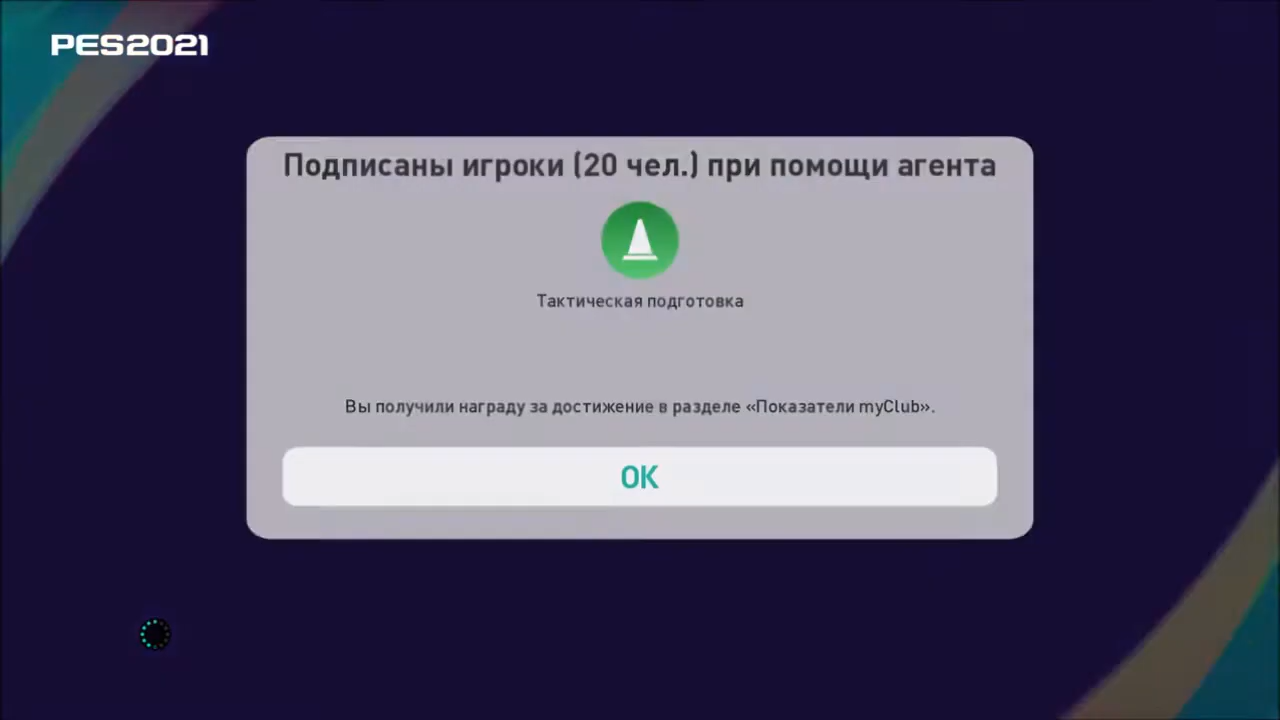 PES2021
Подписаны игроки (20 чел.) при помощи агента
Тактическая подготовка
Вы получили награду за достижение в разделе «Показатели myClub».
OK